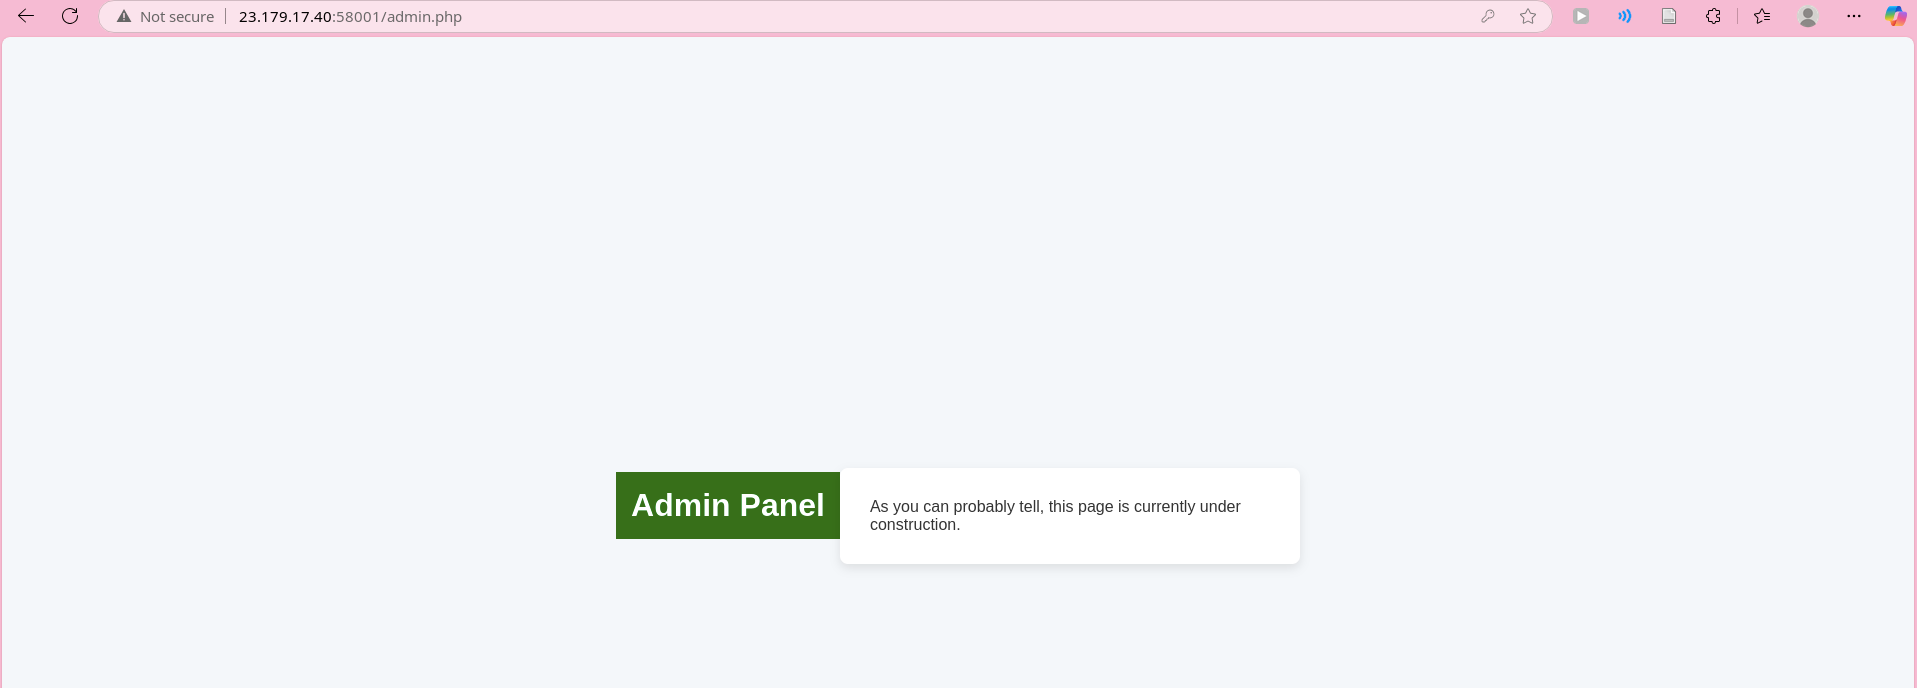 Not secure
23.179.17.40:58001/admin.php
Admin Panel
As you can probably tell, this page is currently under
construction.